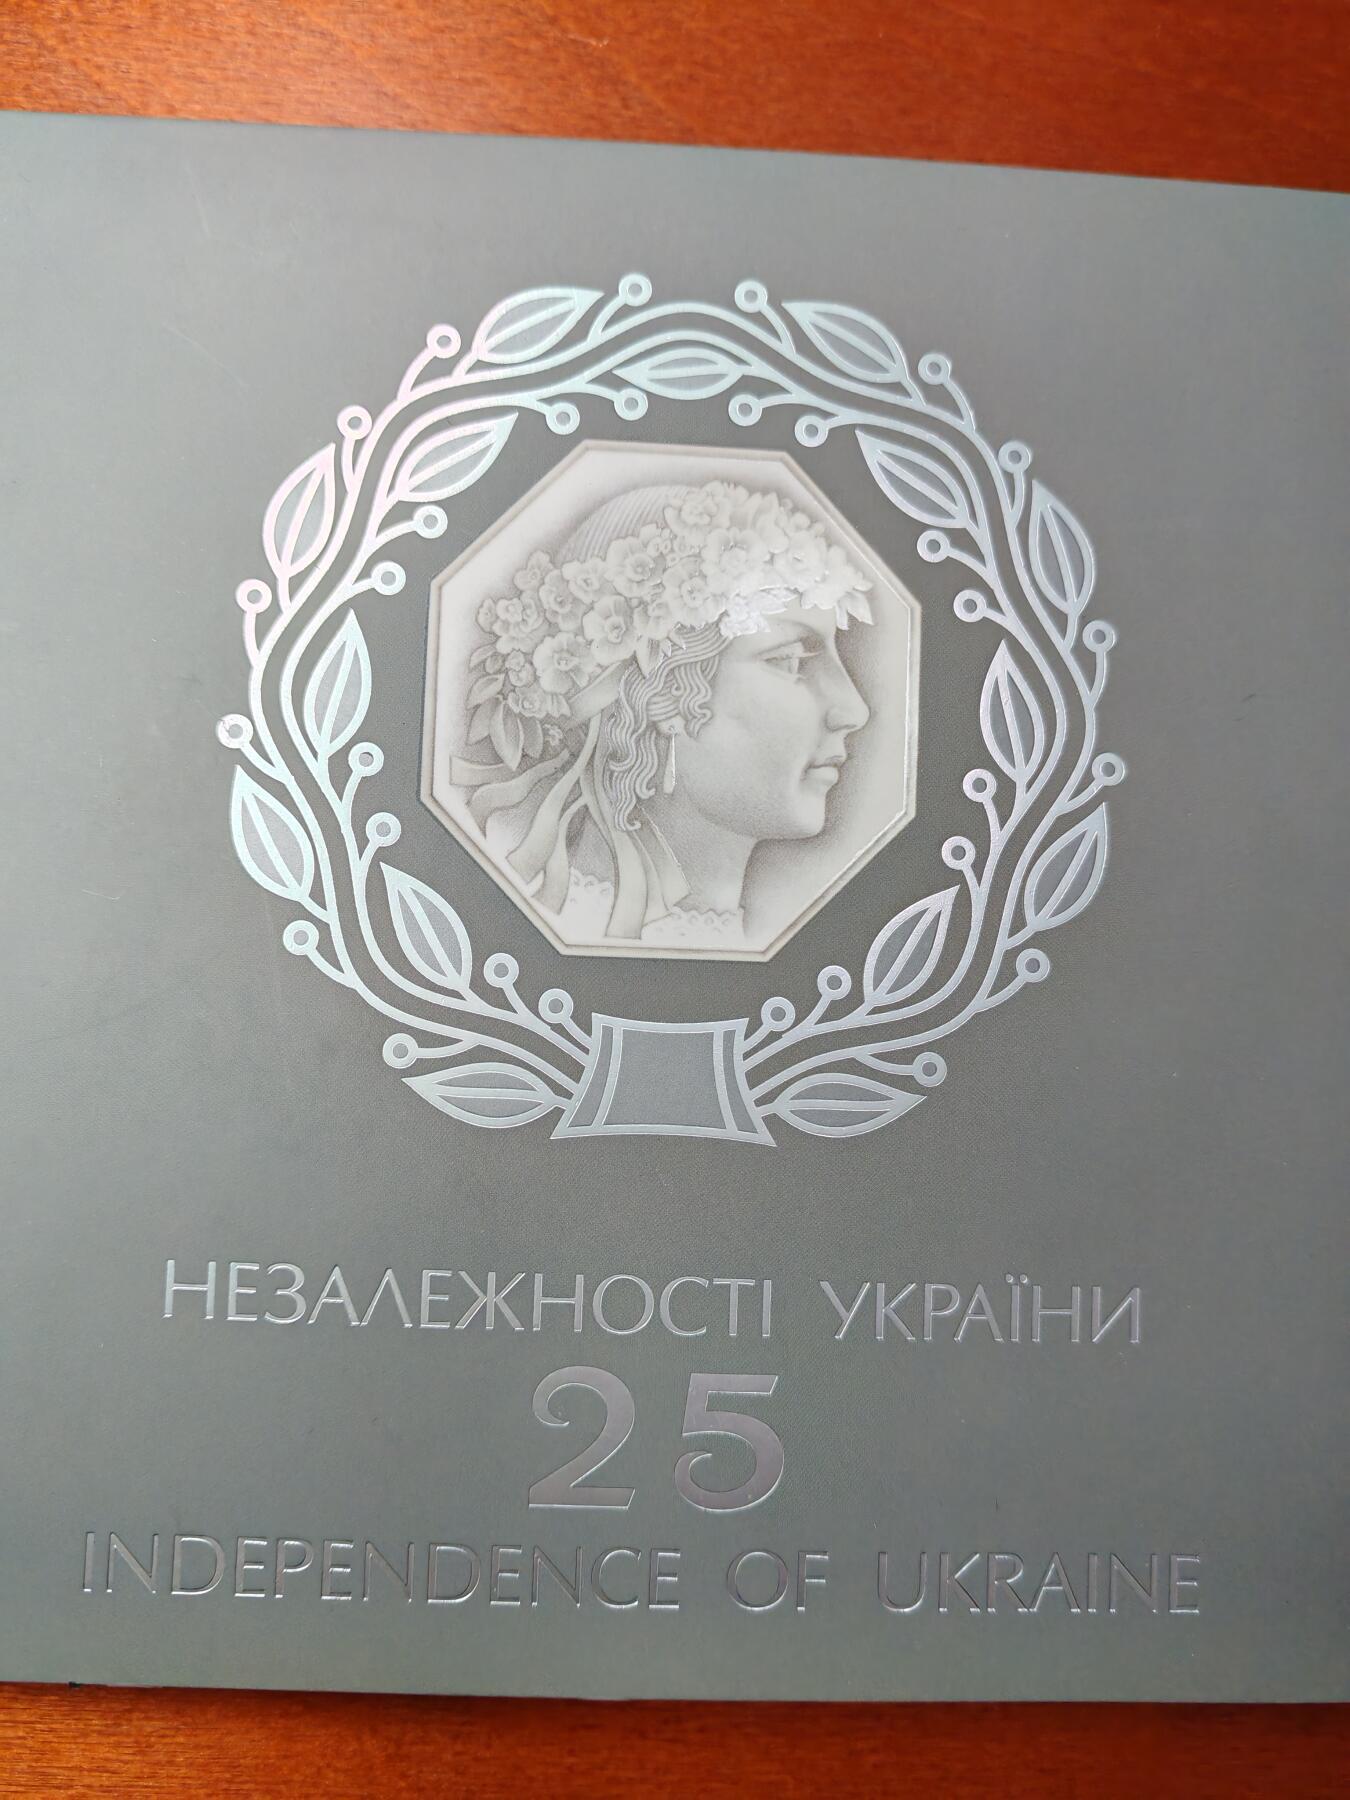 НЕЗАЛЕЖНОСТІ УКРАЇНИ
25
INDEPENDENCE OF UKRAINE